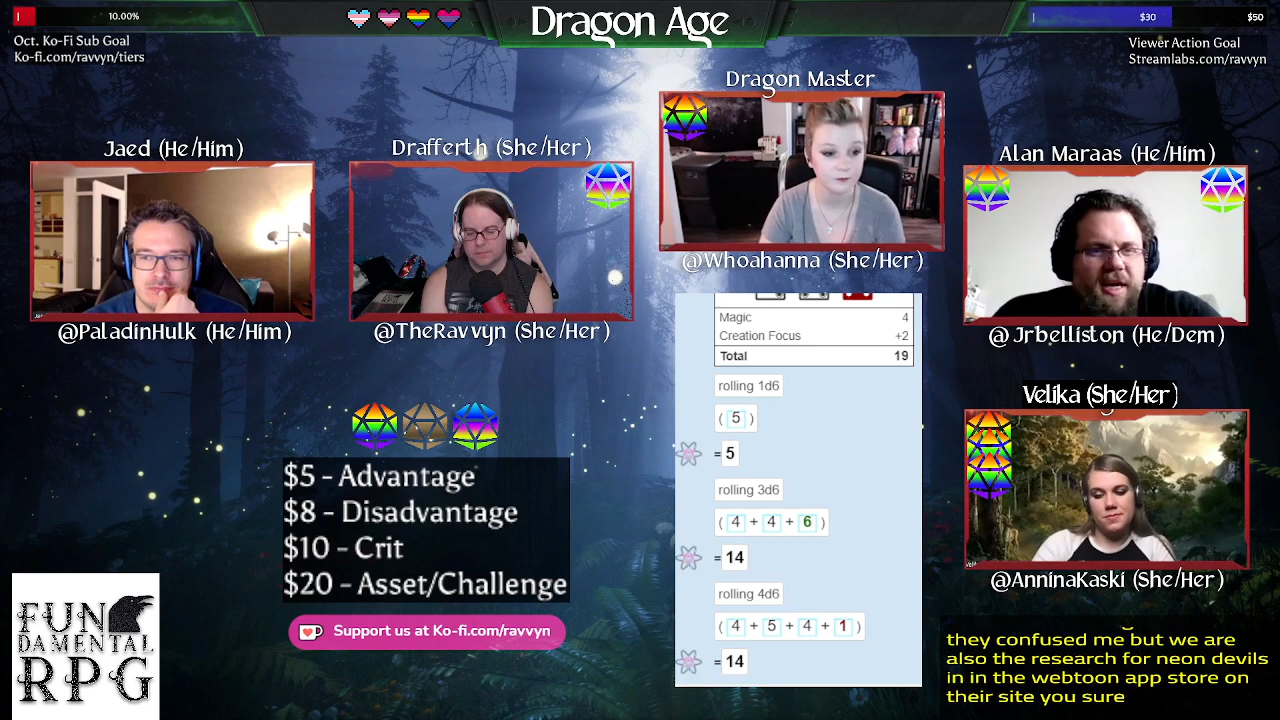 10.00%
Oct. Ko-Fi Sub Goal
Ko-fi.com/ravvyn/tiers
Dragon Age
$30
$50
Viewer Action Goal
Streamlabs.com/ravvyn
Dragon Master
@Whoahanna (She/Her)
Jaed (He/Him)
@PaladinHulk (He/Him)
Drafferth (She/Her)
@TheRavvyn (She/Her)
Alan Maraas (He/Him)
@Jrbelliston (He/Dem)
Velika (She/Her)
@AnninaKaski (She/Her)
Magic 4
Creation Focus +2
Total 19
rolling 1d6
( 5 )
= 5
rolling 3d6
( 4 + 4 + 6 )
= 14
rolling 4d6
( 4 + 5 + 4 + 1 )
= 14
$5 - Advantage
$8 - Disadvantage
$10 - Crit
$20 - Asset/Challenge
Support us at Ko-fi.com/ravvyn
FUN
DAMENTAL
RPG
they confused me but we are
also the research for neon devils
in in the webtoon app store on
their site you sure